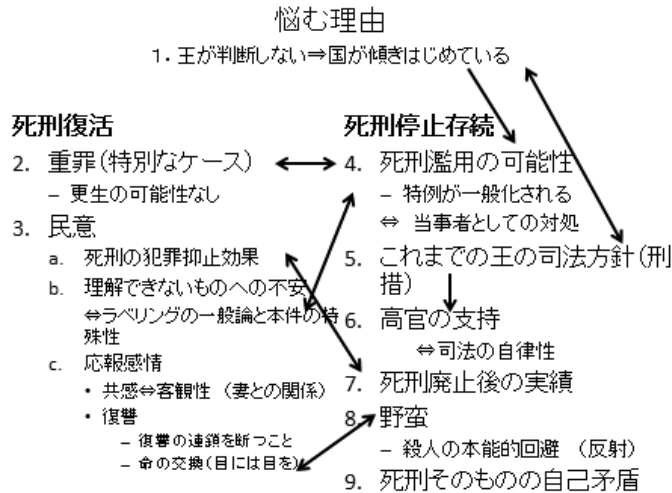 悩む理由
1. 王が判断しない⇒国が傾きはじめている
死刑復活
2. 重罪(特別なケース)
– 更生の可能性なし
3. 民意
a. 死刑の犯罪抑止効果
b. 理解できないものへの不安
⇔ラベリングの一般論と本件の特
殊性
c. 応報感情
• 共感⇔客観性 (妻との関係)
• 復讐
– 復讐の連鎖を断つこと
– 命の交換(目には目を)
死刑停止存続
4. 死刑濫用の可能性
– 特例が一般化される
⇔ 当事者としての対処
5. これまでの王の司法方針(刑
措)
6. 高官の支持
⇔司法の自律性
7. 死刑廃止後の実績
8. 野蛮
– 殺人の本能的回避 (反射)
9. 死刑そのものの自己矛盾